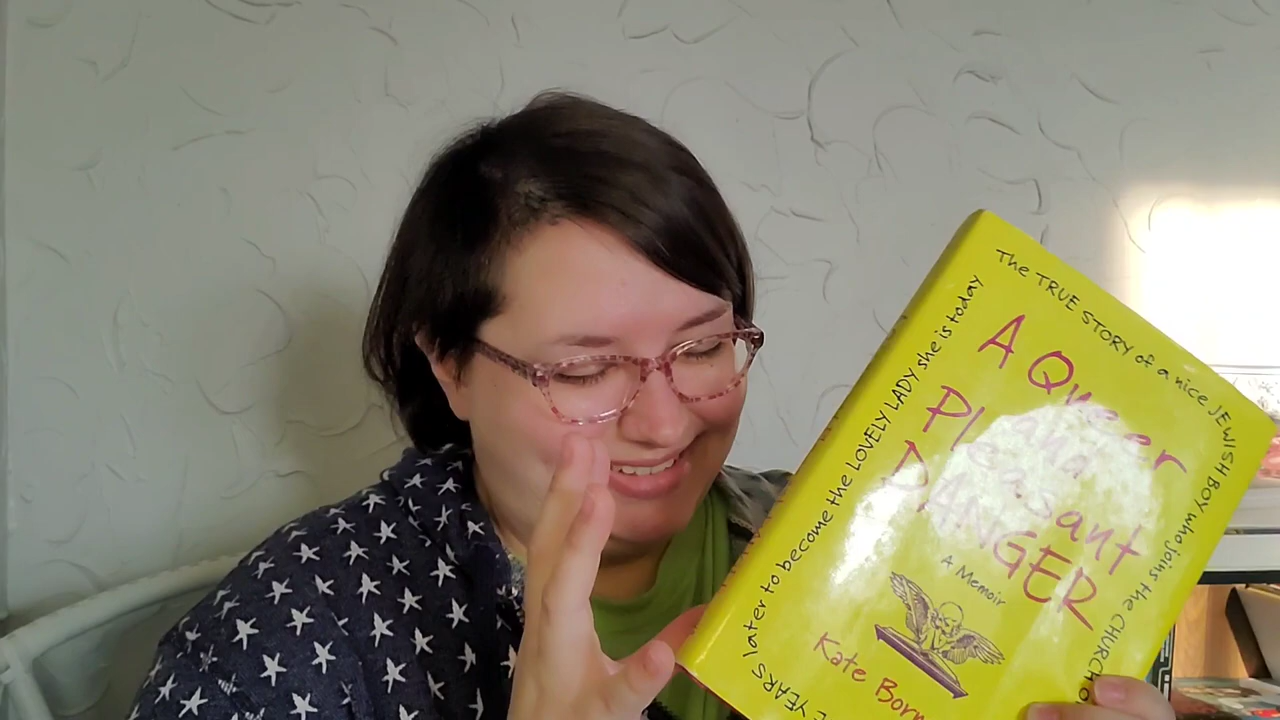 The TRUE STORY of a nice JEWISH BOY who joins the CHURCH O
YEARS later to become the LOVELY LADY she is today
A Queer
and
Pleasant
DANGER
A Memoir
Kate Born